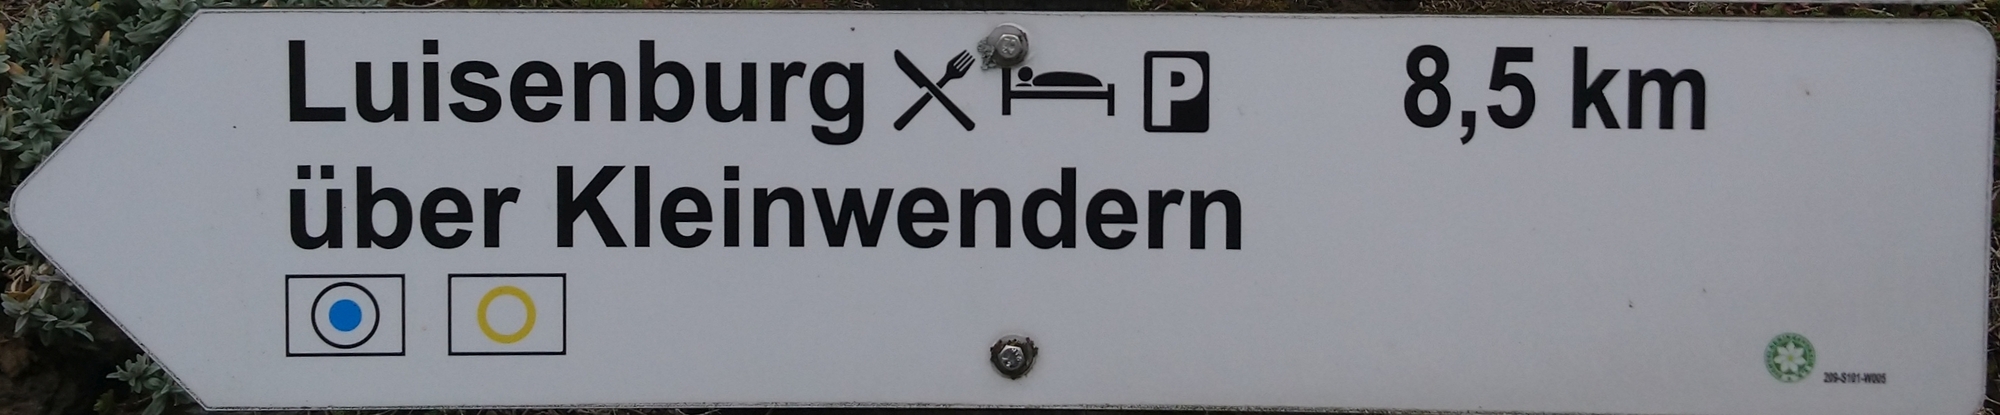 Luisenburg P 8,5 km
über Kleinwendern
209-S101-W005